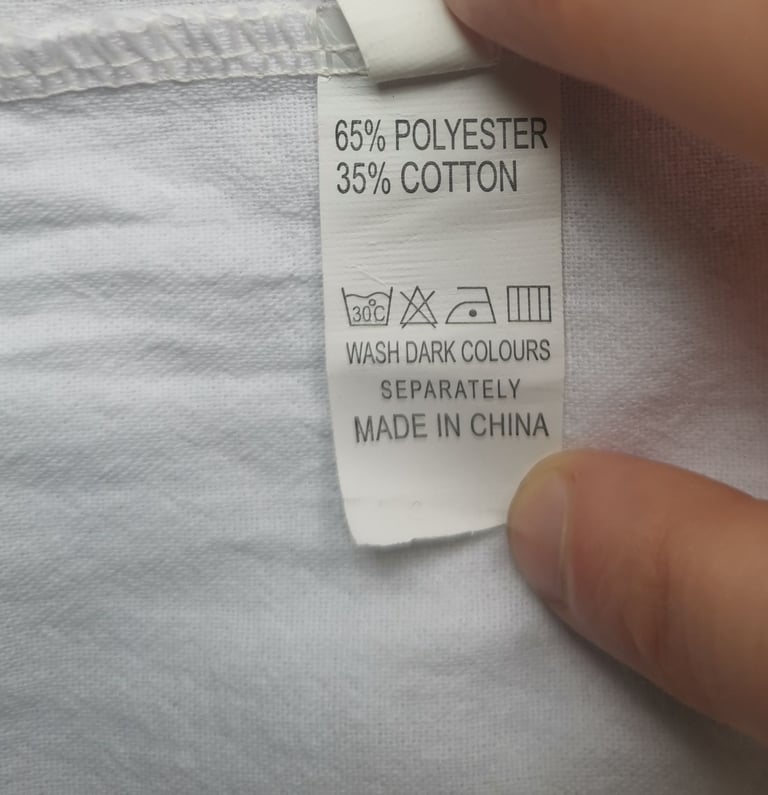 65% POLYESTER
35% COTTON
30°C
WASH DARK COLOURS
SEPARATELY
MADE IN CHINA